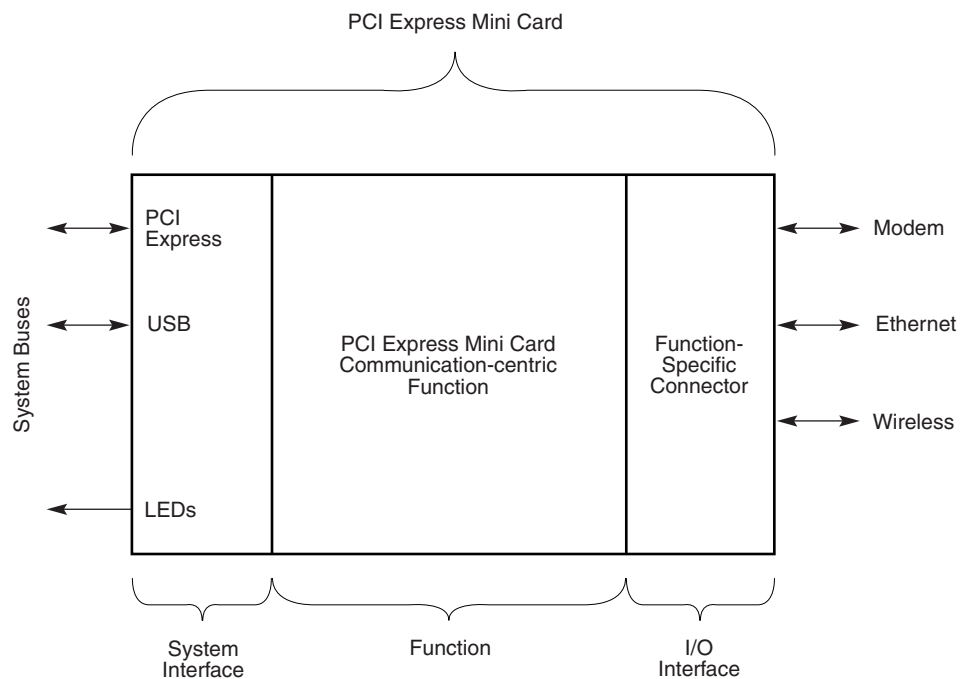 PCI Express Mini Card
PCI
Express
USB
LEDs
System Buses
PCI Express Mini Card
Communication-centric
Function
Function-
Specific
Connector
Modem
Ethernet
Wireless
System
Interface
Function
I/O
Interface